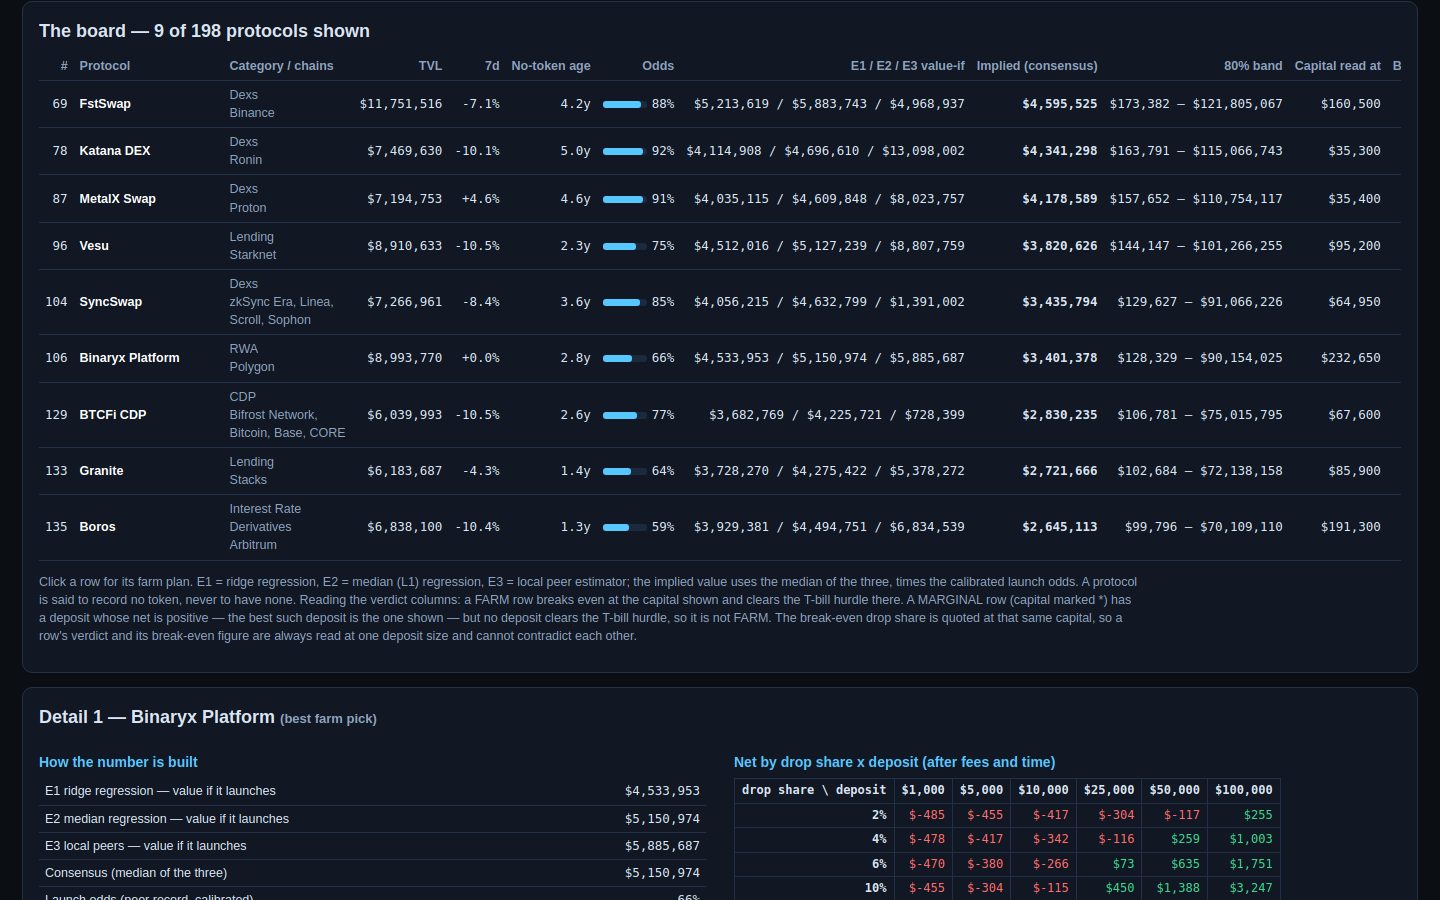 The board — 9 of 198 protocols shown
# Protocol Category / chains TVL 7d No-token age Odds E1 / E2 / E3 value-if Implied (consensus) 80% band Capital read at B
69 FstSwap Dexs Binance $11,751,516 -7.1% 4.2y 88% $5,213,619 / $5,883,743 / $4,968,937 $4,595,525 $173,382 — $121,805,067 $160,500
78 Katana DEX Dexs Ronin $7,469,630 -10.1% 5.0y 92% $4,114,908 / $4,696,610 / $13,098,002 $4,341,298 $163,791 — $115,066,743 $35,300
87 MetalX Swap Dexs Proton $7,194,753 +4.6% 4.6y 91% $4,035,115 / $4,609,848 / $8,023,757 $4,178,589 $157,652 — $110,754,117 $35,400
96 Vesu Lending Starknet $8,910,633 -10.5% 2.3y 75% $4,512,016 / $5,127,239 / $8,807,759 $3,820,626 $144,147 — $101,266,255 $95,200
104 SyncSwap Dexs zkSync Era, Linea, Scroll, Sophon $7,266,961 -8.4% 3.6y 85% $4,056,215 / $4,632,799 / $1,391,002 $3,435,794 $129,627 — $91,066,226 $64,950
106 Binaryx Platform RWA Polygon $8,993,770 +0.0% 2.8y 66% $4,533,953 / $5,150,974 / $5,885,687 $3,401,378 $128,329 — $90,154,025 $232,650
129 BTCFi CDP CDP Bifrost Network, Bitcoin, Base, CORE $6,039,993 -10.5% 2.6y 77% $3,682,769 / $4,225,721 / $728,399 $2,830,235 $106,781 — $75,015,795 $67,600
133 Granite Lending Stacks $6,183,687 -4.3% 1.4y 64% $3,728,270 / $4,275,422 / $5,378,272 $2,721,666 $102,684 — $72,138,158 $85,900
135 Boros Interest Rate Derivatives Arbitrum $6,838,100 -10.4% 1.3y 59% $3,929,381 / $4,494,751 / $6,834,539 $2,645,113 $99,796 — $70,109,110 $191,300
Click a row for its farm plan. E1 = ridge regression, E2 = median (L1) regression, E3 = local peer estimator; the implied value uses the median of the three, times the calibrated launch odds. A protocol
is said to record no token, never to have none. Reading the verdict columns: a FARM row breaks even at the capital shown and clears the T-bill hurdle there. A MARGINAL row (capital marked *) has
a deposit whose net is positive — the best such deposit is the one shown — but no deposit clears the T-bill hurdle, so it is not FARM. The break-even drop share is quoted at that same capital, so a
row's verdict and its break-even figure are always read at one deposit size and cannot contradict each other.
Detail 1 — Binaryx Platform (best farm pick)
How the number is built
E1 ridge regression — value if it launches $4,533,953
E2 median regression — value if it launches $5,150,974
E3 local peers — value if it launches $5,885,687
Consensus (median of the three) $5,150,974
Launch odds (peer record, calibrated) 66%
Net by drop share x deposit (after fees and time)
drop share \ deposit $1,000 $5,000 $10,000 $25,000 $50,000 $100,000
2% $-485 $-455 $-417 $-304 $-117 $255
4% $-478 $-417 $-342 $-116 $259 $1,003
6% $-470 $-380 $-266 $73 $635 $1,751
10% $-455 $-304 $-115 $450 $1,388 $3,247